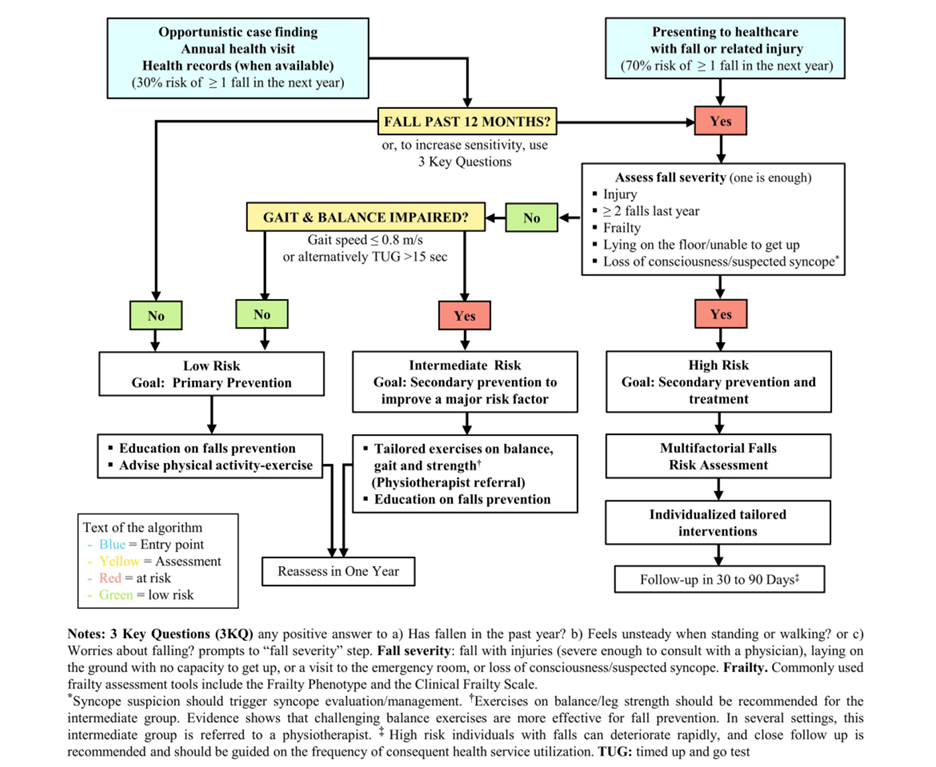 Opportunistic case finding
Annual health visit
Health records (when available)
(30% risk of ≥ 1 fall in the next year)
Presenting to healthcare
with fall or related injury
(70% risk of ≥ 1 fall in the next year)
FALL PAST 12 MONTHS?
Yes
or, to increase sensitivity, use
3 Key Questions
Assess fall severity (one is enough)
▪ Injury
▪ ≥ 2 falls last year
▪ Frailty
▪ Lying on the floor/unable to get up
▪ Loss of consciousness/suspected syncope*
No
GAIT & BALANCE IMPAIRED?
Gait speed ≤ 0.8 m/s
or alternatively TUG >15 sec
No
No
Yes
Yes
Low Risk
Goal: Primary Prevention
Intermediate Risk
Goal: Secondary prevention to
improve a major risk factor
High Risk
Goal: Secondary prevention and
treatment
▪ Education on falls prevention
▪ Advise physical activity-exercise
▪ Tailored exercises on balance,
gait and strength†
(Physiotherapist referral)
▪ Education on falls prevention
Multifactorial Falls
Risk Assessment
Individualized tailored
interventions
Text of the algorithm
- Blue = Entry point
- Yellow = Assessment
- Red = at risk
- Green = low risk
Reassess in One Year
Follow-up in 30 to 90 Days‡
Notes: 3 Key Questions (3KQ) any positive answer to a) Has fallen in the past year? b) Feels unsteady when standing or walking? or c)
Worries about falling? prompts to “fall severity” step. Fall severity: fall with injuries (severe enough to consult with a physician), laying on
the ground with no capacity to get up, or a visit to the emergency room, or loss of consciousness/suspected syncope. Frailty. Commonly used
frailty assessment tools include the Frailty Phenotype and the Clinical Frailty Scale.
*Syncope suspicion should trigger syncope evaluation/management. †Exercises on balance/leg strength should be recommended for the
intermediate group. Evidence shows that challenging balance exercises are more effective for fall prevention. In several settings, this
intermediate group is referred to a physiotherapist. ‡ High risk individuals with falls can deteriorate rapidly, and close follow up is
recommended and should be guided on the frequency of consequent health service utilization. TUG: timed up and go test